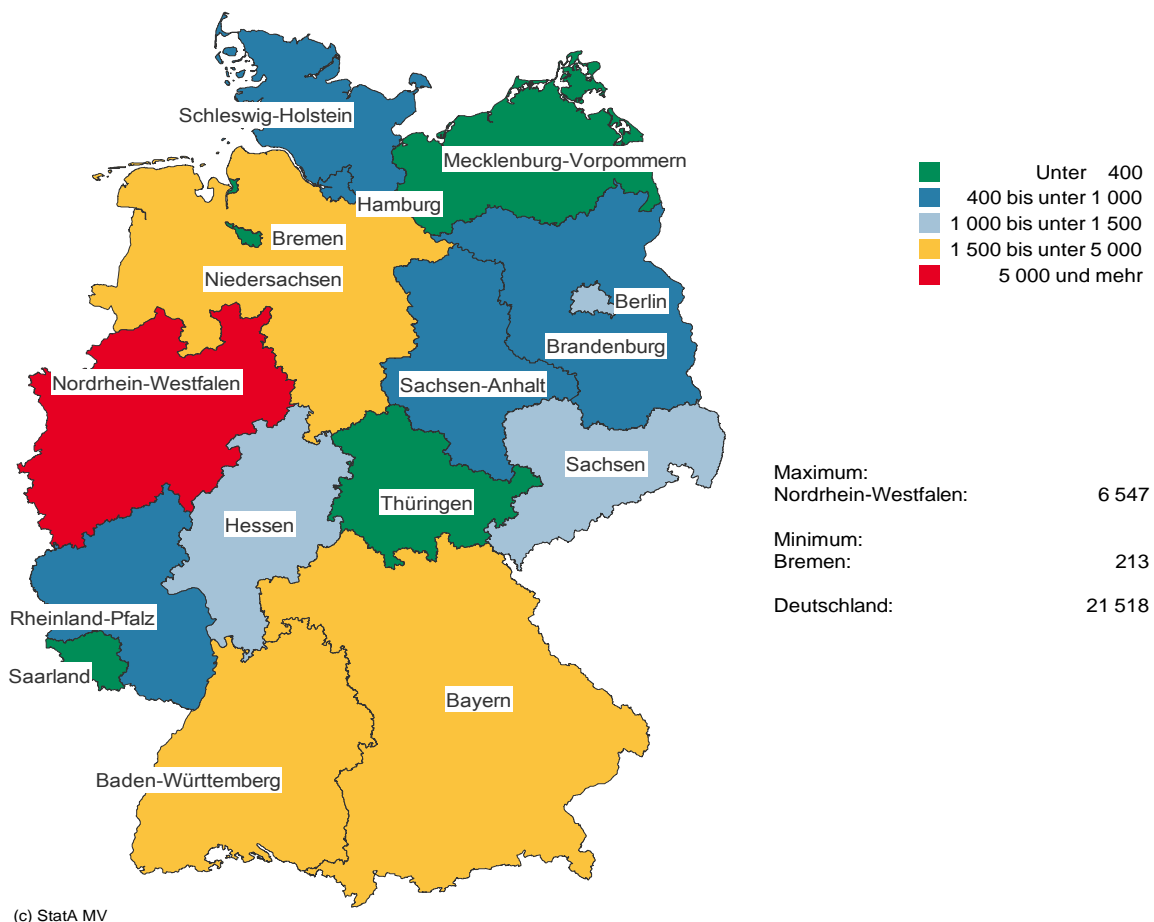 Schleswig-Holstein
Mecklenburg-Vorpommern
Hamburg
Bremen
Niedersachsen
Berlin
Brandenburg
Nordrhein-Westfalen
Sachsen-Anhalt
Sachsen
Thüringen
Hessen
Rheinland-Pfalz
Saarland
Bayern
Baden-Württemberg
Unter 400
400 bis unter 1 000
1 000 bis unter 1 500
1 500 bis unter 5 000
5 000 und mehr
Maximum:
Nordrhein-Westfalen: 6 547
Minimum:
Bremen: 213
Deutschland: 21 518
(c) StatA MV